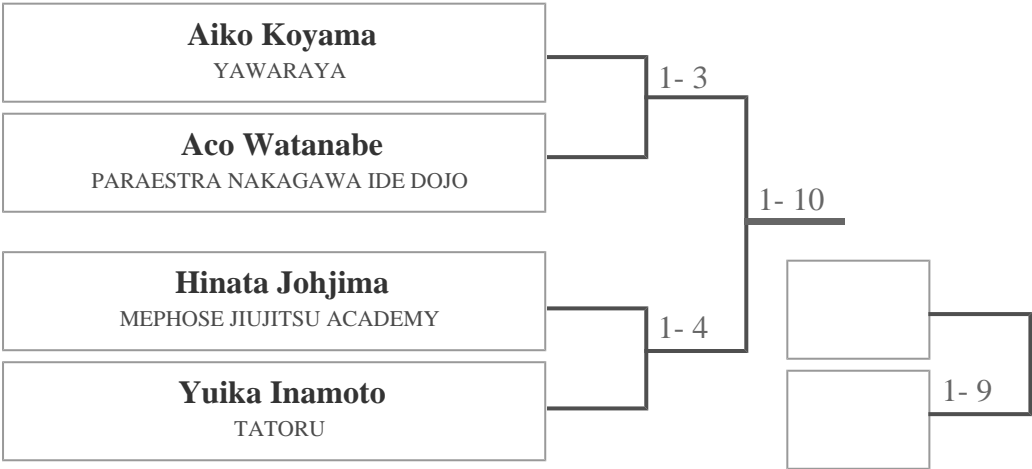 Aiko Koyama
YAWARAYA
1- 3
Aco Watanabe
PARAESTRA NAKAGAWA IDE DOJO
1- 10
Hinata Johjima
MEPHOSE JIUJITSU ACADEMY
1- 4
Yuika Inamoto
TATORU
1- 9